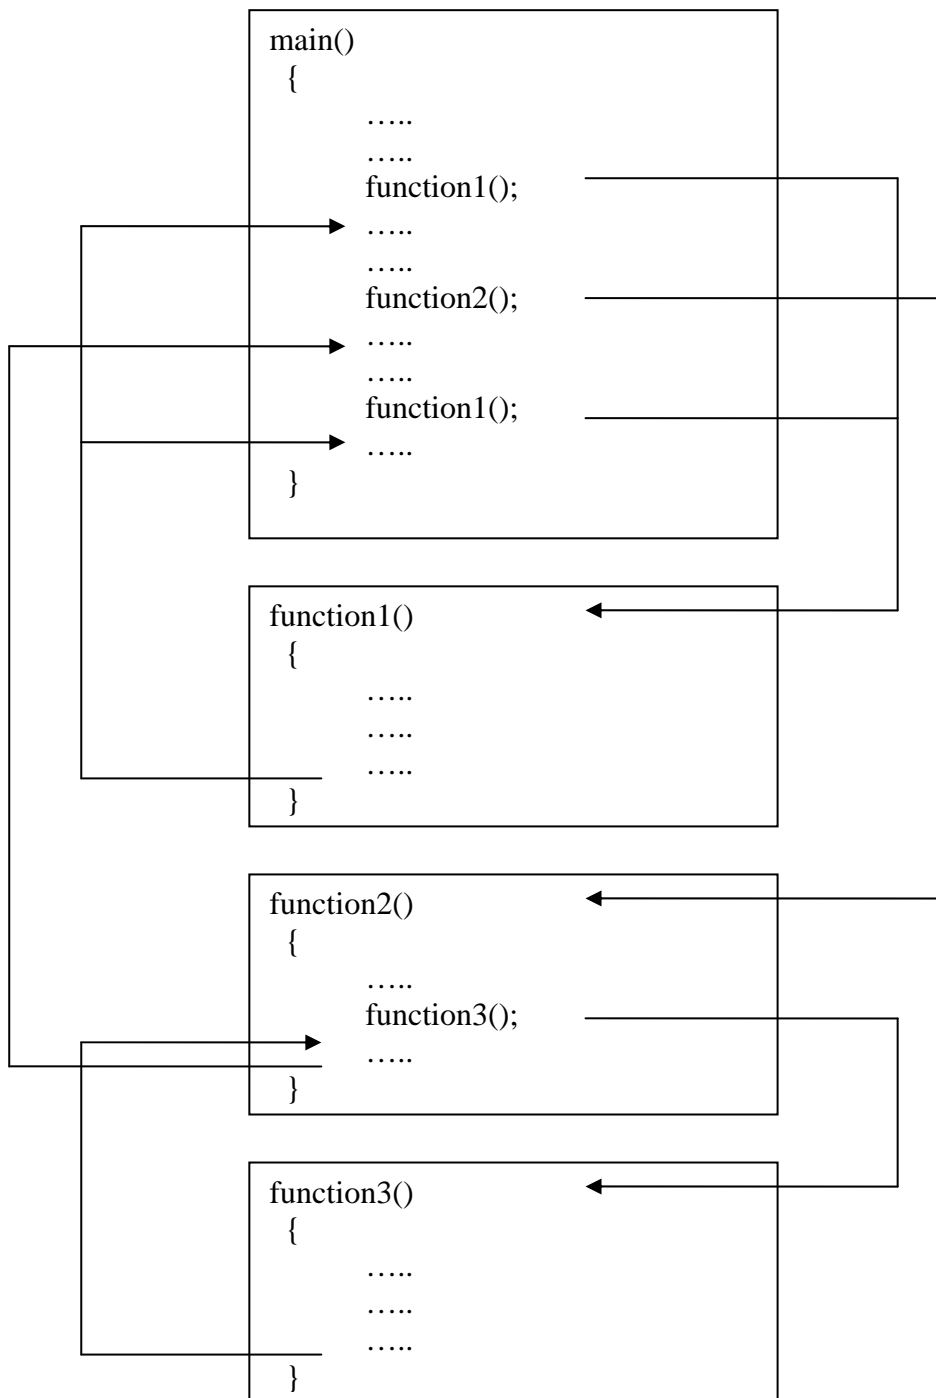 main()
{
…..
…..
function1();
…..
…..
function2();
…..
…..
function1();
…..
}
function1()
{
…..
…..
…..
}
function2()
{
…..
function3();
…..
}
function3()
{
…..
…..
…..
}